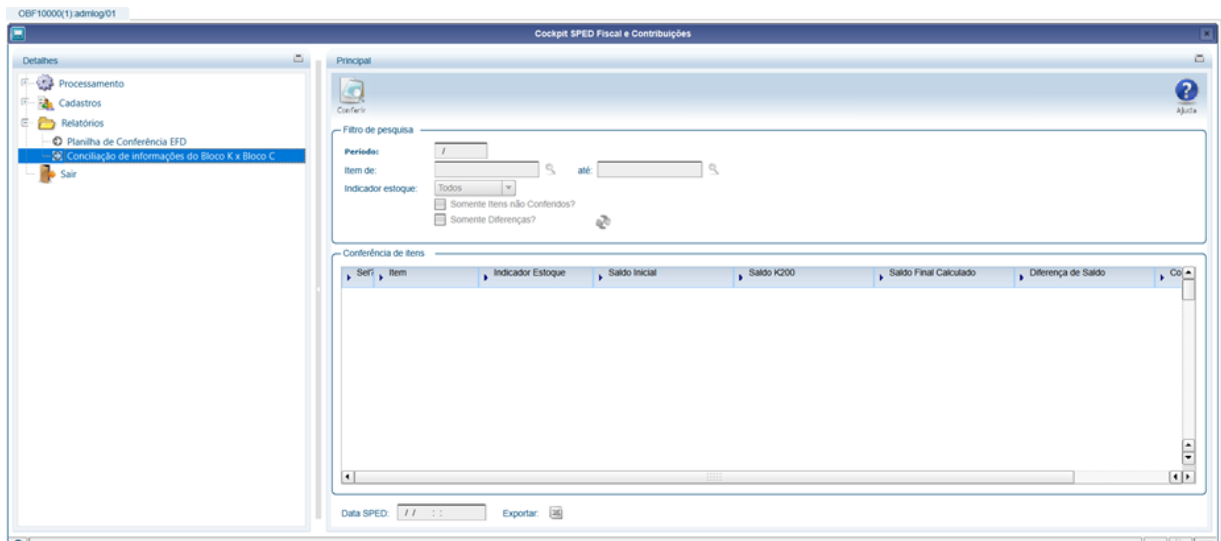 OBF10000(1):admlog/01
Cockpit SPED Fiscal e Contribuições
Detalhes
Processamento
Cadastros
Relatórios
Planilha de Conferência EFD
Conciliação de informações do Bloco K x Bloco C
Sair
Principal
Conferir
Ajuda
Filtro de pesquisa
Período: /
Item de: até:
Indicador estoque: Todos
Somente Itens não Conferidos?
Somente Diferenças?
Conferência de itens
Sel? Item Indicador Estoque Saldo Inicial Saldo K200 Saldo Final Calculado Diferença de Saldo Co
Data SPED: / / : : Exportar: